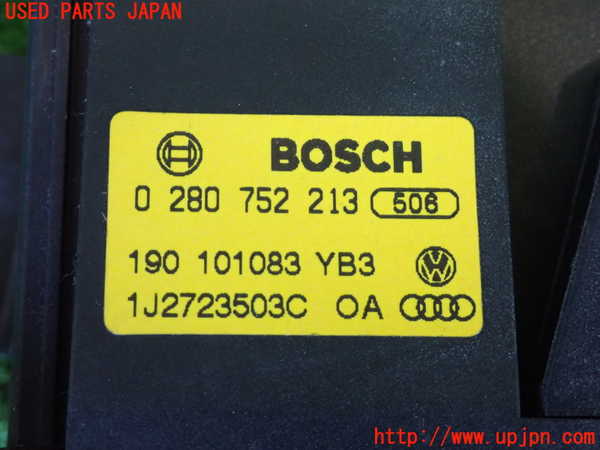 USED PARTS JAPAN
BOSCH
0 280 752 213 506
190 101083 YB3
1J2723503C OA
http://www.upjpn.com/